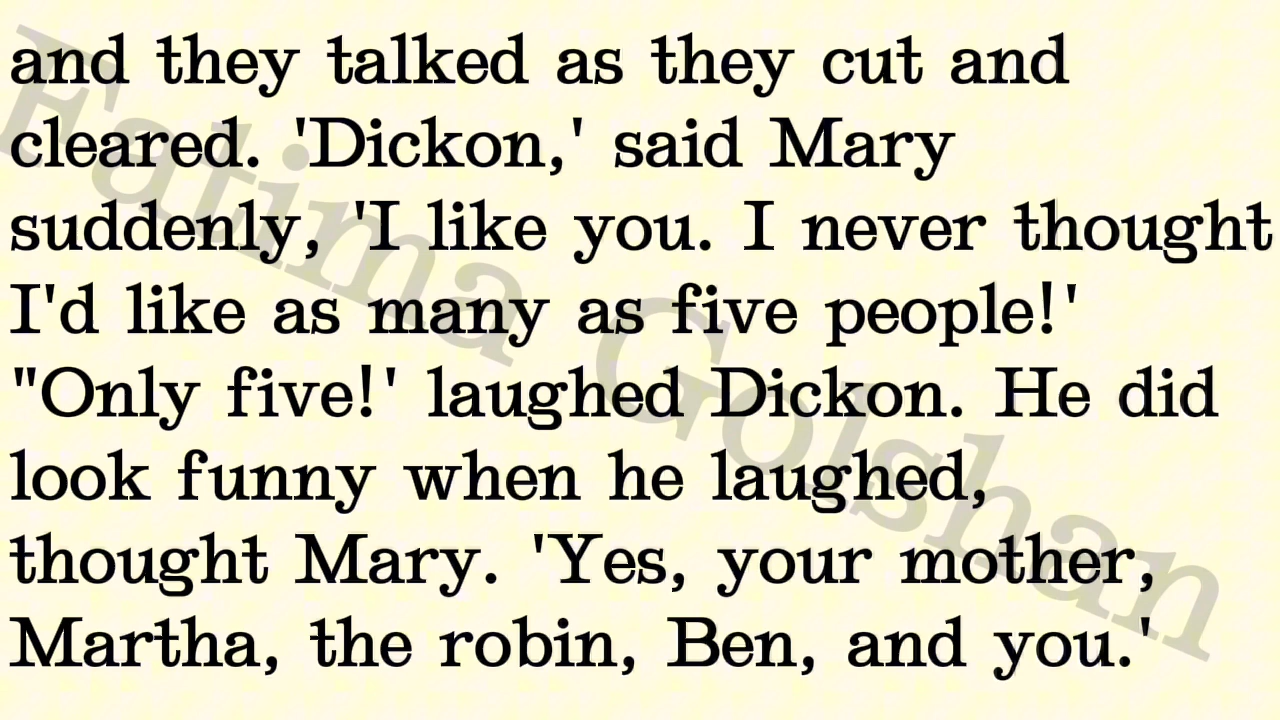 and they talked as they cut and
cleared. 'Dickon,' said Mary
suddenly, 'I like you. I never thought
I'd like as many as five people!'
"Only five!' laughed Dickon. He did
look funny when he laughed,
thought Mary. 'Yes, your mother,
Martha, the robin, Ben, and you.'
Fatima Golshan